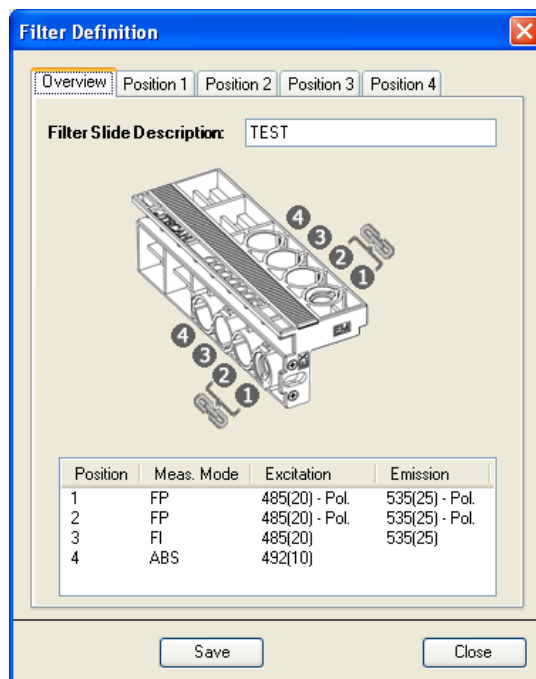 Filter Definition
Overview Position 1 Position 2 Position 3 Position 4
Filter Slide Description: TEST
4
3
2
1
EM
4
3
2
1
Position Meas. Mode Excitation Emission
1 FP 485(20) - Pol. 535(25) - Pol.
2 FP 485(20) - Pol. 535(25) - Pol.
3 FI 485(20) 535(25)
4 ABS 492(10)
Save Close